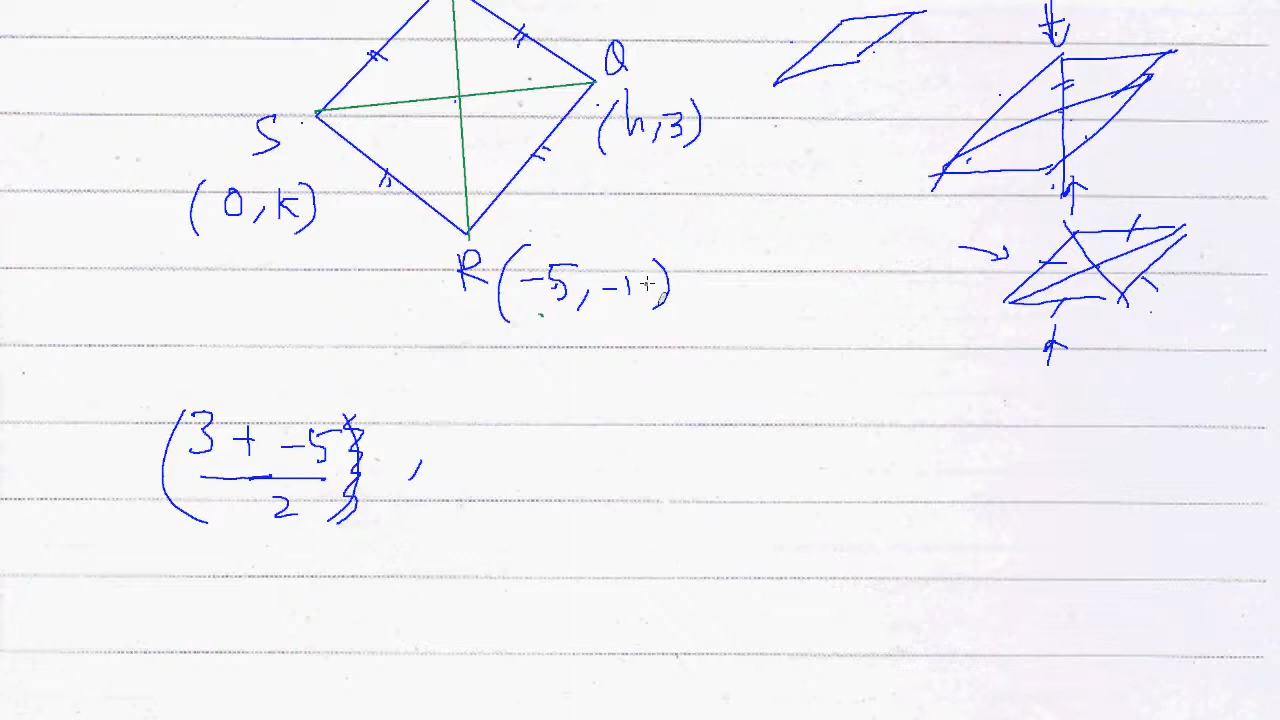 Q
(h,3)
S
(0,k)
R (-5,-1)
(3 + -5
2
,